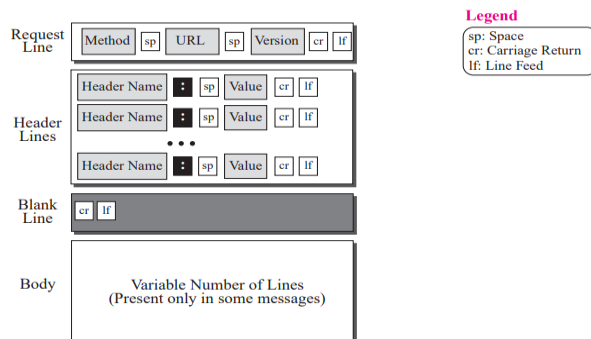 Legend
sp: Space
cr: Carriage Return
lf: Line Feed
Request Line
Method sp URL sp Version cr lf
Header Lines
Header Name : sp Value cr lf
Header Name : sp Value cr lf
•••
Header Name : sp Value cr lf
Blank Line
cr lf
Body
Variable Number of Lines
(Present only in some messages)